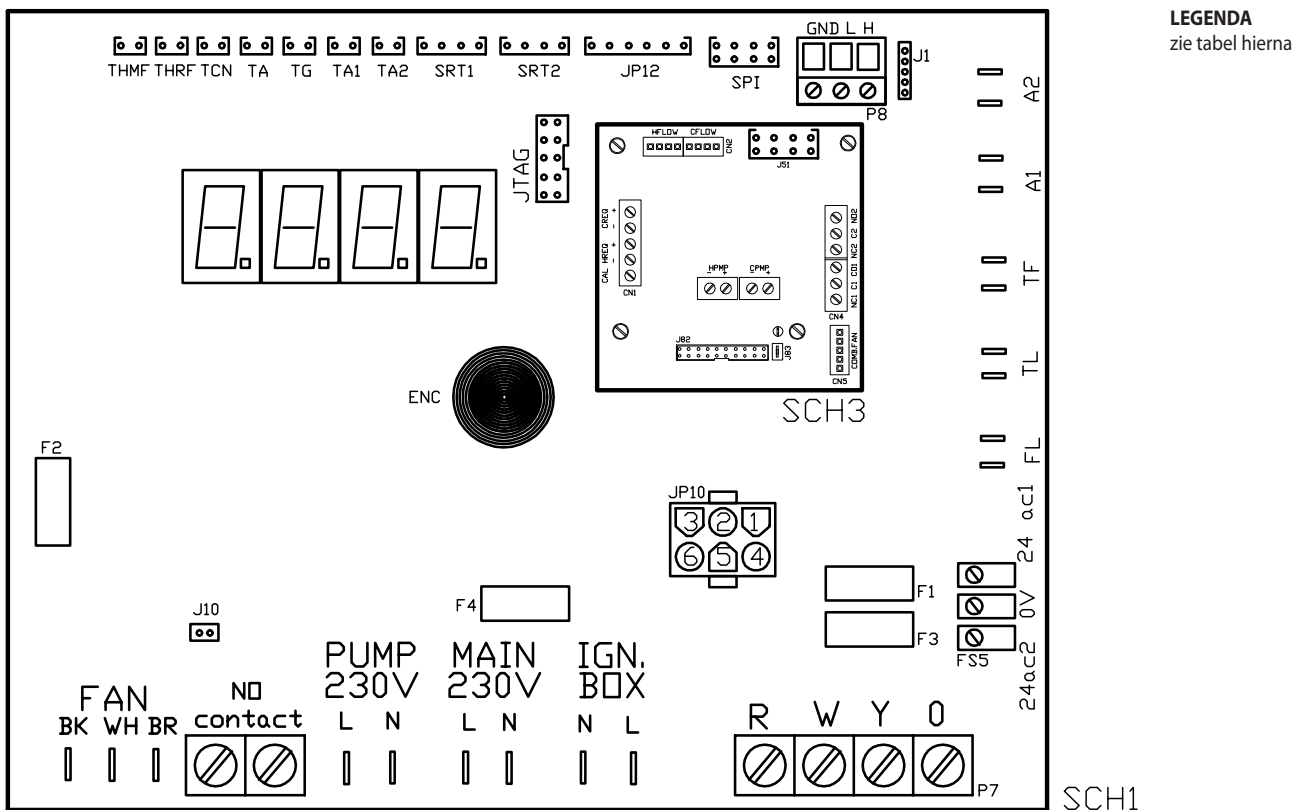 LEGENDA
zie tabel hierna
GND L H
THMF THRF TCN TA TG TA1 TA2 SRT1 SRT2 JP12 SPI
J1
P8
A2
A1
TF
TL
FL
JTAG
HFLOW CFLOW
CN2
J51
CREQ + -
HREQ + -
CAL
CN1
HPMP
- +
CPMP
- +
NO2
C2
NC2
CO1
C1
NC1
CN4
J82
J83
COMB.FAN
CN5
SCH3
ENC
F2
JP10
3 2 1
6 5 4
24 ac1
0V
24ac2
FS5
F1
F3
F4
J10
FAN
BK WH BR
NO
contact
PUMP
230V
L N
MAIN
230V
L N
IGN.
BOX
N L
R W Y O
P7
SCH1